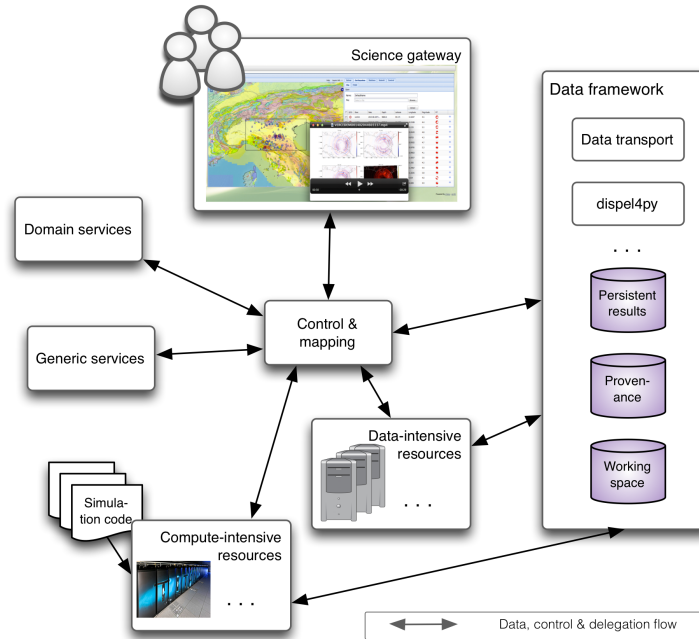 Science gateway
Data framework
Data transport
dispel4py
. . .
Persistent
results
Proven-
ance
Working
space
Domain services
Generic services
Control &
mapping
Data-intensive
resources
. . .
Simula-
tion code
Compute-intensive
resources
. . .
Data, control & delegation flow